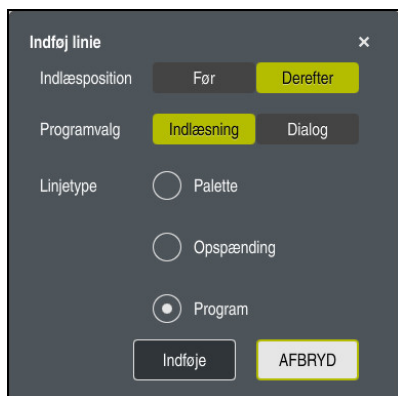 Indføj linie ×
Indlæsposition Før Derefter
Programvalg Indlæsning Dialog
Linjetype Palette
Opspænding
Program
Indføje AFBRYD